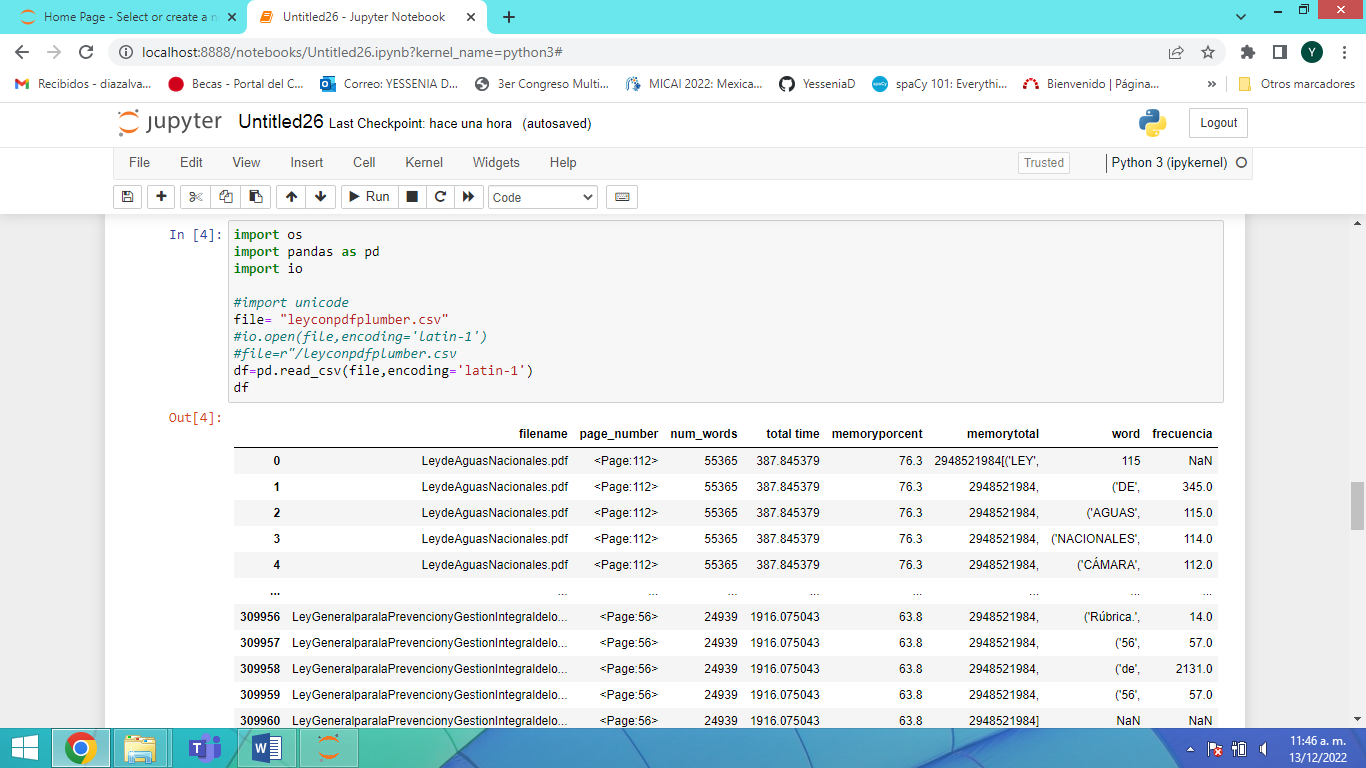 Home Page - Select or create a n
Untitled26 - Jupyter Notebook
localhost:8888/notebooks/Untitled26.ipynb?kernel_name=python3#
Y
Recibidos - diazalva...
Becas - Portal del C...
Correo: YESSENIA D...
3er Congreso Multi...
MICAI 2022: Mexica...
YesseniaD
spaCy 101: Everythi...
Bienvenido | Página...
»
Otros marcadores
jupyter Untitled26 Last Checkpoint: hace una hora (autosaved)
Logout
File Edit View Insert Cell Kernel Widgets Help
Trusted
Python 3 (ipykernel)
Run
Code
In [4]:
import os
import pandas as pd
import io
#import unicode
file= "leyconpdfplumber.csv"
#io.open(file,encoding='latin-1')
#file=r"/leyconpdfplumber.csv
df=pd.read_csv(file,encoding='latin-1')
df
Out[4]:
filename page_number num_words total time memoryporcent memorytotal word frecuencia
0 LeydeAguasNacionales.pdf <Page:112> 55365 387.845379 76.3 2948521984[('LEY', 115 NaN
1 LeydeAguasNacionales.pdf <Page:112> 55365 387.845379 76.3 2948521984, ('DE', 345.0
2 LeydeAguasNacionales.pdf <Page:112> 55365 387.845379 76.3 2948521984, ('AGUAS', 115.0
3 LeydeAguasNacionales.pdf <Page:112> 55365 387.845379 76.3 2948521984, ('NACIONALES', 114.0
4 LeydeAguasNacionales.pdf <Page:112> 55365 387.845379 76.3 2948521984, ('CÁMARA', 112.0
... ... ... ... ... ... ... ... ...
309956 LeyGeneralparalaPrevencionyGestionIntegraldelo... <Page:56> 24939 1916.075043 63.8 2948521984, ('Rúbrica.', 14.0
309957 LeyGeneralparalaPrevencionyGestionIntegraldelo... <Page:56> 24939 1916.075043 63.8 2948521984, ('56', 57.0
309958 LeyGeneralparalaPrevencionyGestionIntegraldelo... <Page:56> 24939 1916.075043 63.8 2948521984, ('de', 2131.0
309959 LeyGeneralparalaPrevencionyGestionIntegraldelo... <Page:56> 24939 1916.075043 63.8 2948521984, ('56', 57.0
309960 LeyGeneralparalaPrevencionyGestionIntegraldelo... <Page:56> 24939 1916.075043 63.8 2948521984] NaN NaN
11:46 a. m.
13/12/2022